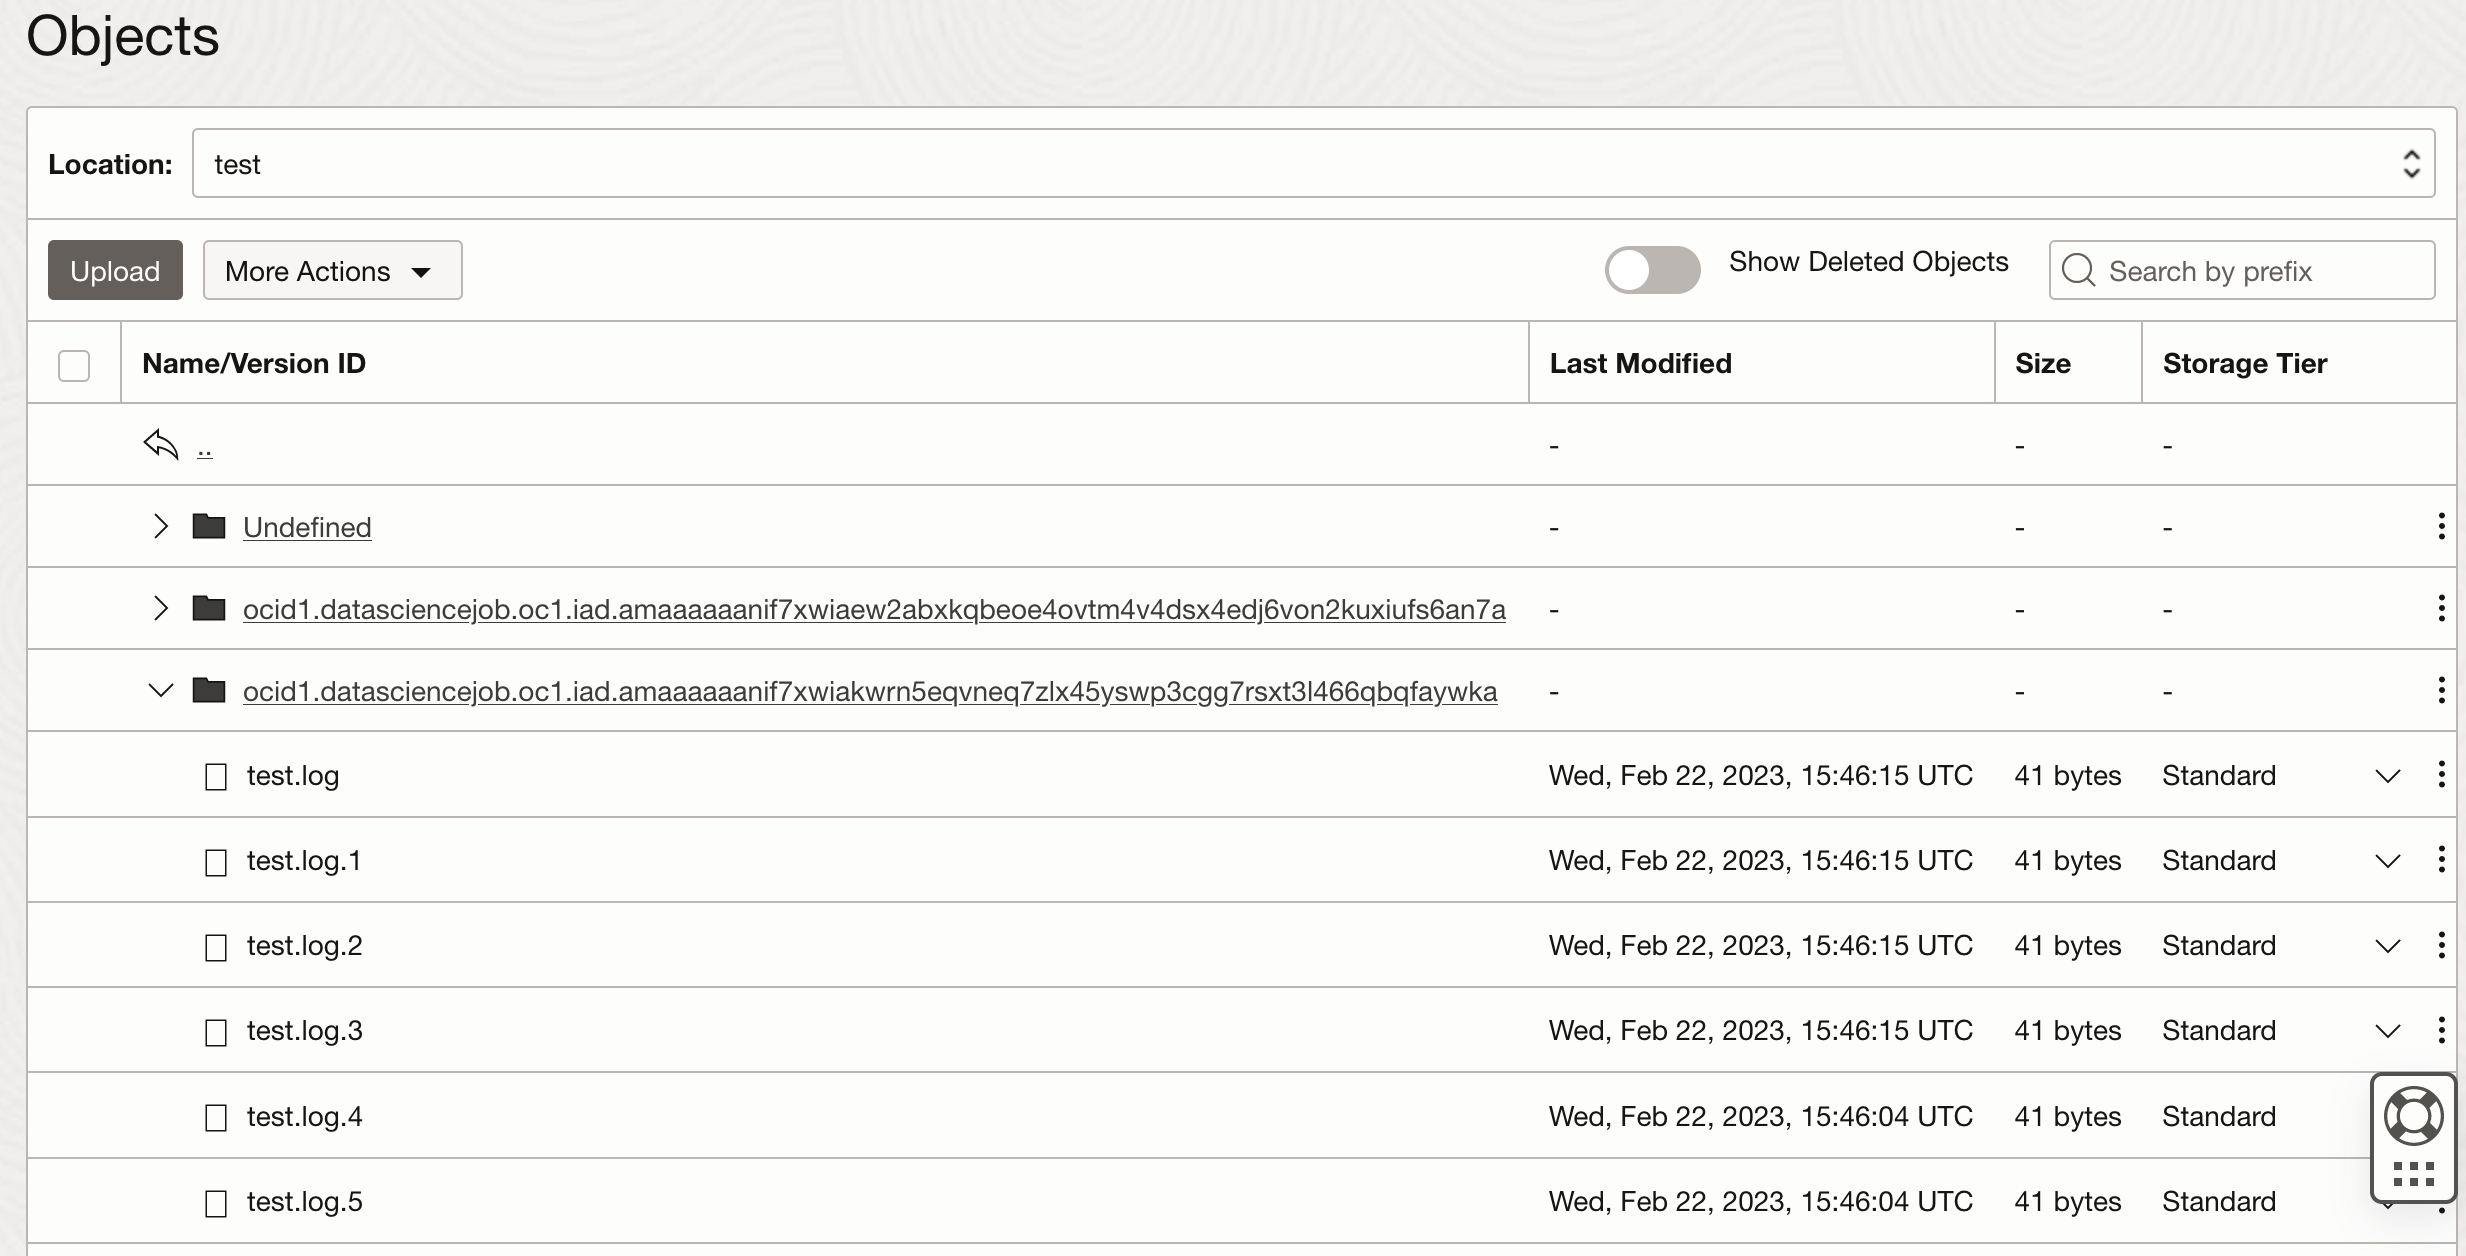 Objects
Location: test
Upload More Actions Show Deleted Objects Search by prefix
Name/Version ID Last Modified Size Storage Tier
.. - - -
Undefined - - -
ocid1.datasciencejob.oc1.iad.amaaaaaanif7xwiaew2abxkqbeoe4ovtm4v4dsx4edj6von2kuxiufs6an7a - - -
ocid1.datasciencejob.oc1.iad.amaaaaaanif7xwiakwrn5eqvneq7zlx45yswp3cgg7rsxt3l466qbqfaywka - - -
test.log Wed, Feb 22, 2023, 15:46:15 UTC 41 bytes Standard
test.log.1 Wed, Feb 22, 2023, 15:46:15 UTC 41 bytes Standard
test.log.2 Wed, Feb 22, 2023, 15:46:15 UTC 41 bytes Standard
test.log.3 Wed, Feb 22, 2023, 15:46:15 UTC 41 bytes Standard
test.log.4 Wed, Feb 22, 2023, 15:46:04 UTC 41 bytes Standard
test.log.5 Wed, Feb 22, 2023, 15:46:04 UTC 41 bytes Standard